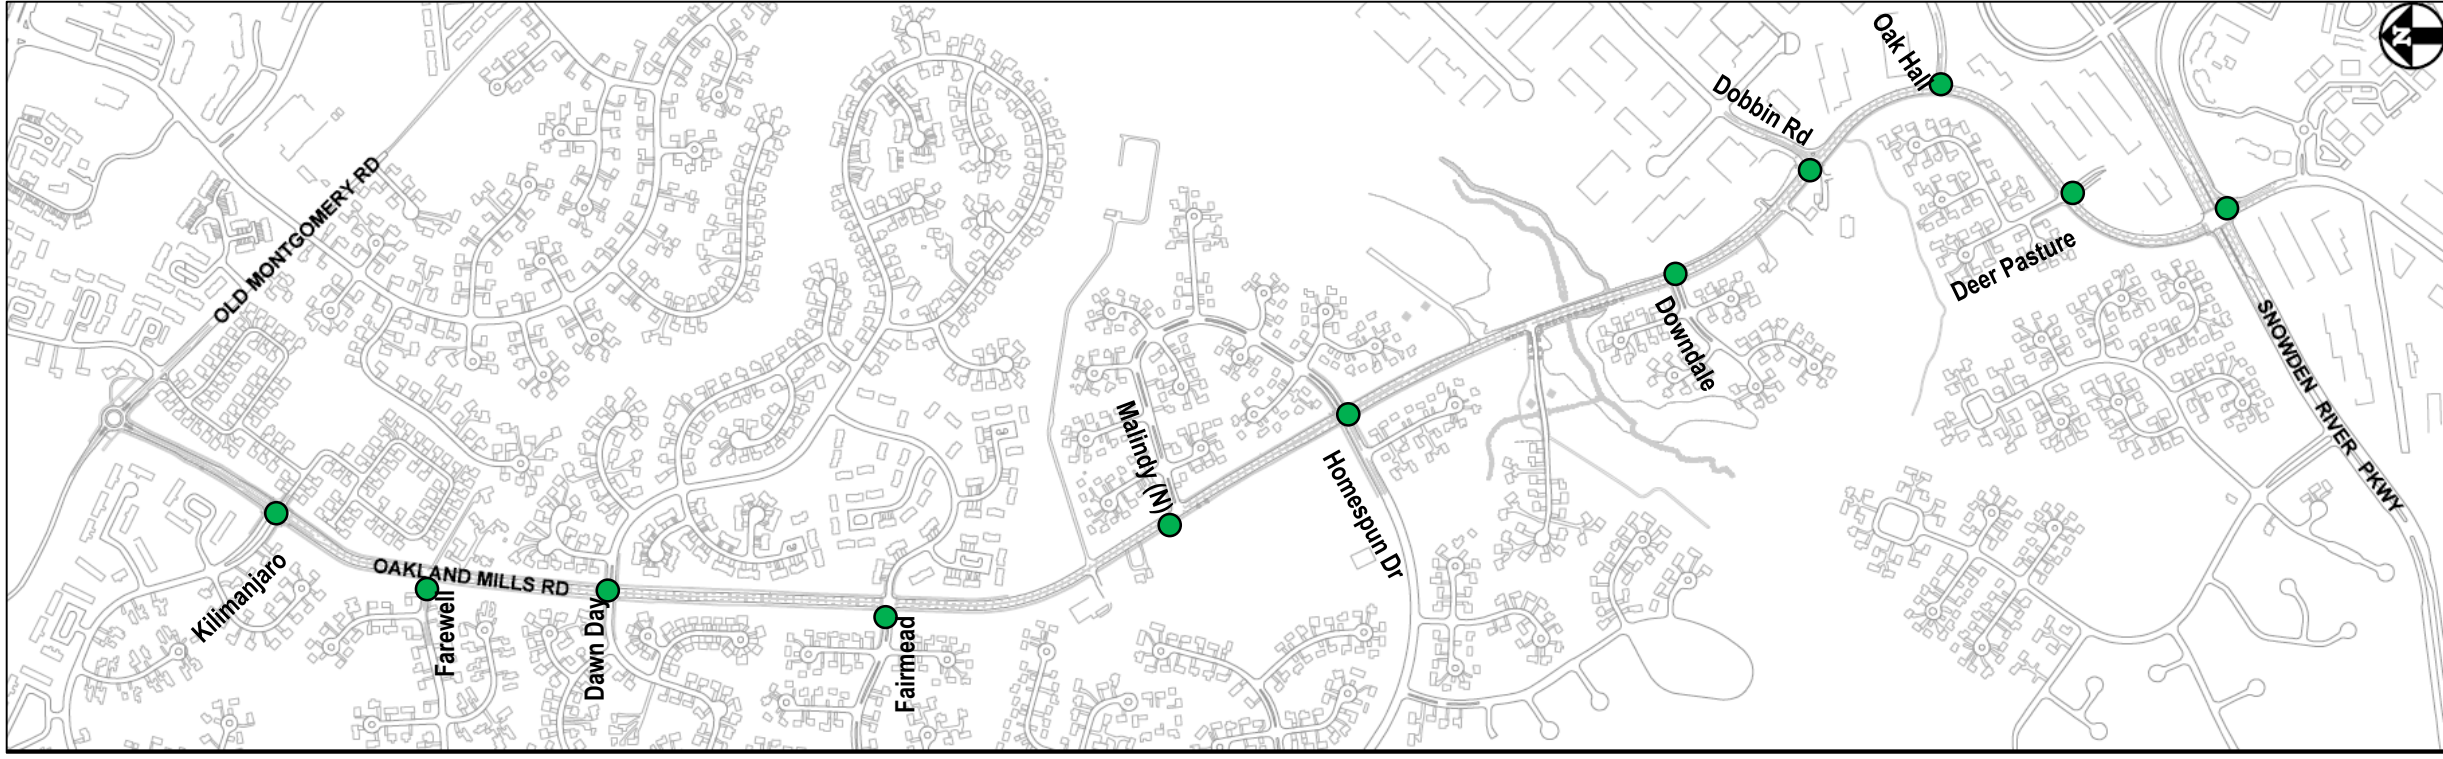 Oak Hall
N
Dobbin Rd
OLD MONTGOMERY RD
Deer Pasture
Downdale
SNOWDEN RIVER PKWY
Malindy (N)
Homespun Dr
OAKLAND MILLS RD
Kilimanjaro
Farewell
Dawn Day
Fairmead